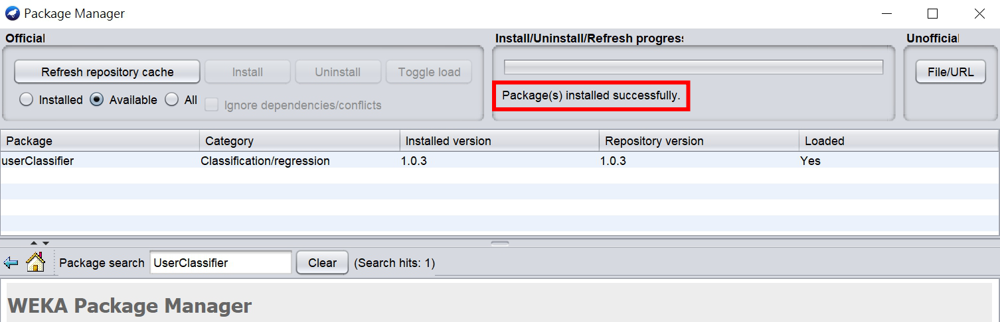 Package Manager
Official
Install/Uninstall/Refresh progres
Unofficia
Refresh repository cache
Install
Uninstall
Toggle load
File/URL
Installed
Available
All
Ignore dependencies/conflicts
Package(s) installed successfully.
Package Category Installed version Repository version Loaded
userClassifier Classification/regression 1.0.3 1.0.3 Yes
Package search UserClassifier Clear (Search hits: 1)
WEKA Package Manager